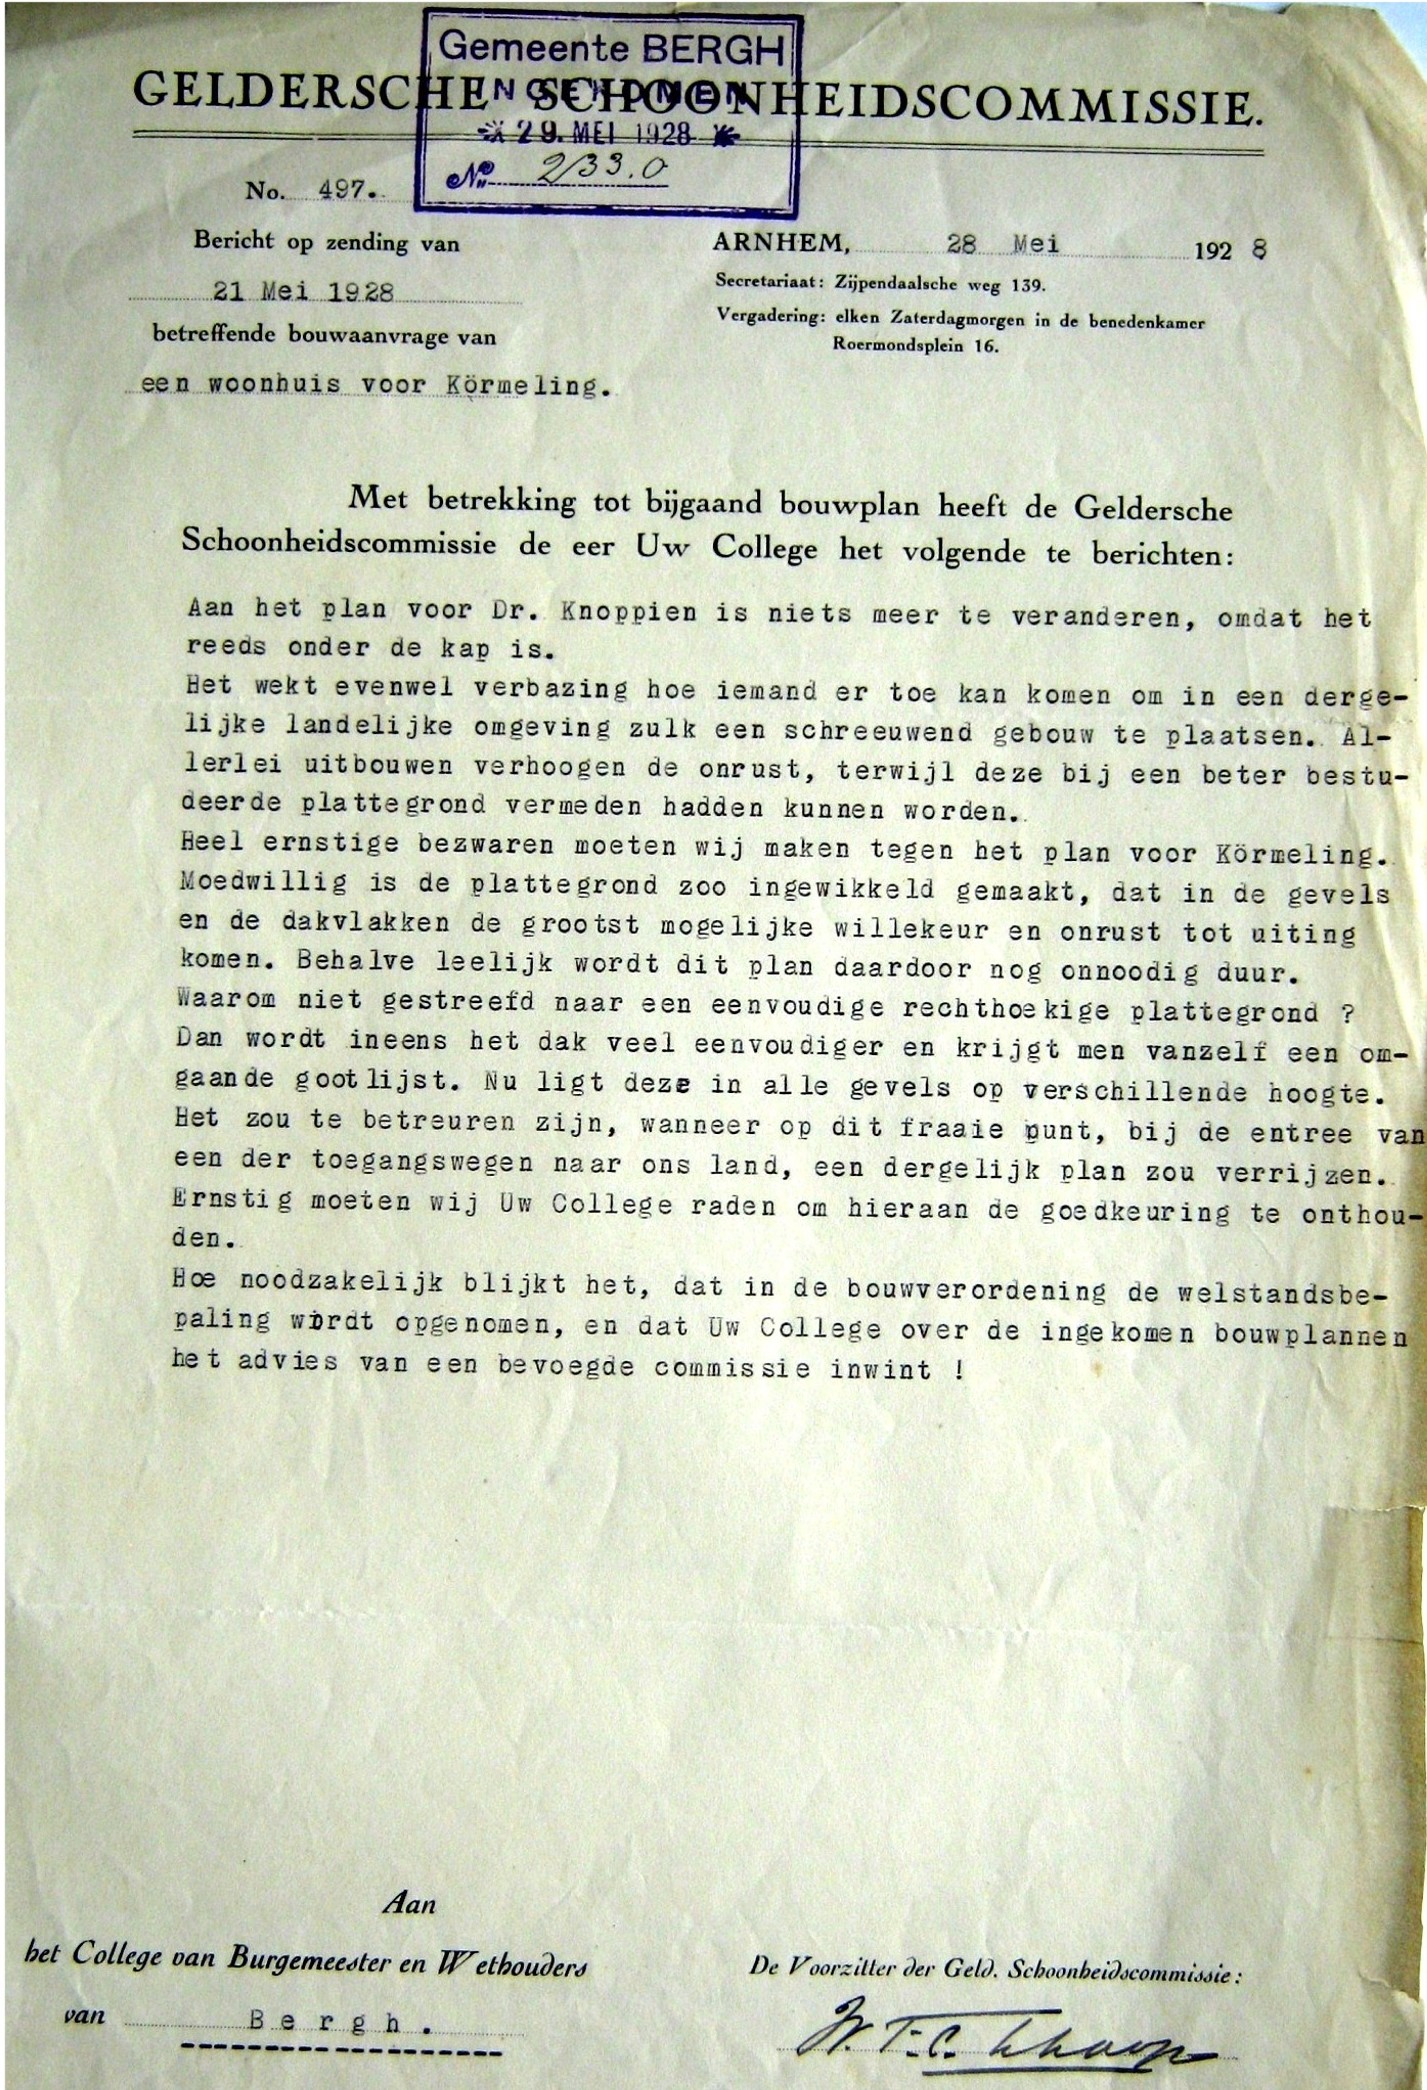 Gemeente BERGH
GELDERSCHE SCHOONHEIDSCOMMISSIE.
INGEKOMEN
29. MEI 1928
No 2133.0
No. 497.
Bericht op zending van
21 Mei 1928
betreffende bouwaanvrage van
een woonhuis voor Körmeling.
ARNHEM, 28 Mei 1928
Secretariaat: Zijpendaalsche weg 139.
Vergadering: elken Zaterdagmorgen in de benedenkamer
Roermondsplein 16.
Met betrekking tot bijgaand bouwplan heeft de Geldersche
Schoonheidscommissie de eer Uw College het volgende te berichten:
Aan het plan voor Dr. Knoppien is niets meer te veranderen, omdat het
reeds onder de kap is.
Het wekt evenwel verbazing hoe iemand er toe kan komen om in een derge-
lijke landelijke omgeving zulk een schreeuwend gebouw te plaatsen. Al-
lerlei uitbouwen verhoogen de onrust, terwijl deze bij een beter bestu-
deerde plattegrond vermeden hadden kunnen worden.
Heel ernstige bezwaren moeten wij maken tegen het plan voor Körmeling.
Moedwillig is de plattegrond zoo ingewikkeld gemaakt, dat in de gevels
en de dakvlakken de grootst mogelijke willekeur en onrust tot uiting
komen. Behalve leelijk wordt dit plan daardoor nog onnoodig duur.
Waarom niet gestreefd naar een eenvoudige rechthoekige plattegrond ?
Dan wordt ineens het dak veel eenvoudiger en krijgt men vanzelf een om-
gaande gootlijst. Nu ligt deze in alle gevels op verschillende hoogte.
Het zou te betreuren zijn, wanneer op dit fraaie punt, bij de entree van
een der toegangswegen naar ons land, een dergelijk plan zou verrijzen.
Ernstig moeten wij Uw College raden om hieraan de goedkeuring te onthou-
den.
Hoe noodzakelijk blijkt het, dat in de bouwverordening de welstandsbe-
paling wordt opgenomen, en dat Uw College over de ingekomen bouwplannen
het advies van een bevoegde commissie inwint !
Aan
het College van Burgemeester en Wethouders
van Bergh.
De Voorzitter der Geld. Schoonheidscommissie: